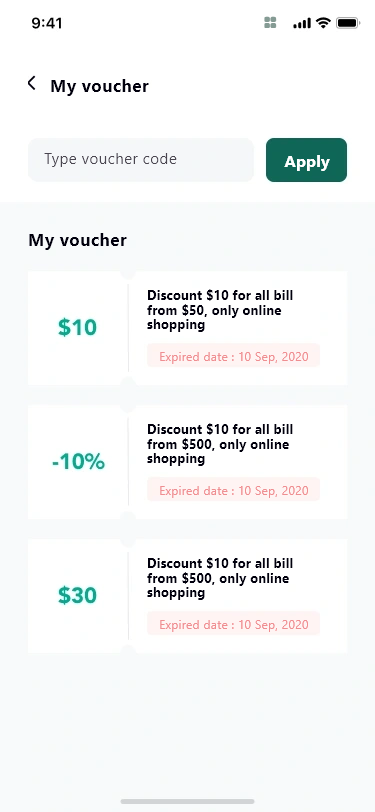 9:41
My voucher
Type voucher code
Apply
My voucher
$10
Discount $10 for all bill
from $50, only online
shopping
Expired date : 10 Sep, 2020
-10%
Discount $10 for all bill
from $500, only online
shopping
Expired date : 10 Sep, 2020
$30
Discount $10 for all bill
from $500, only online
shopping
Expired date : 10 Sep, 2020